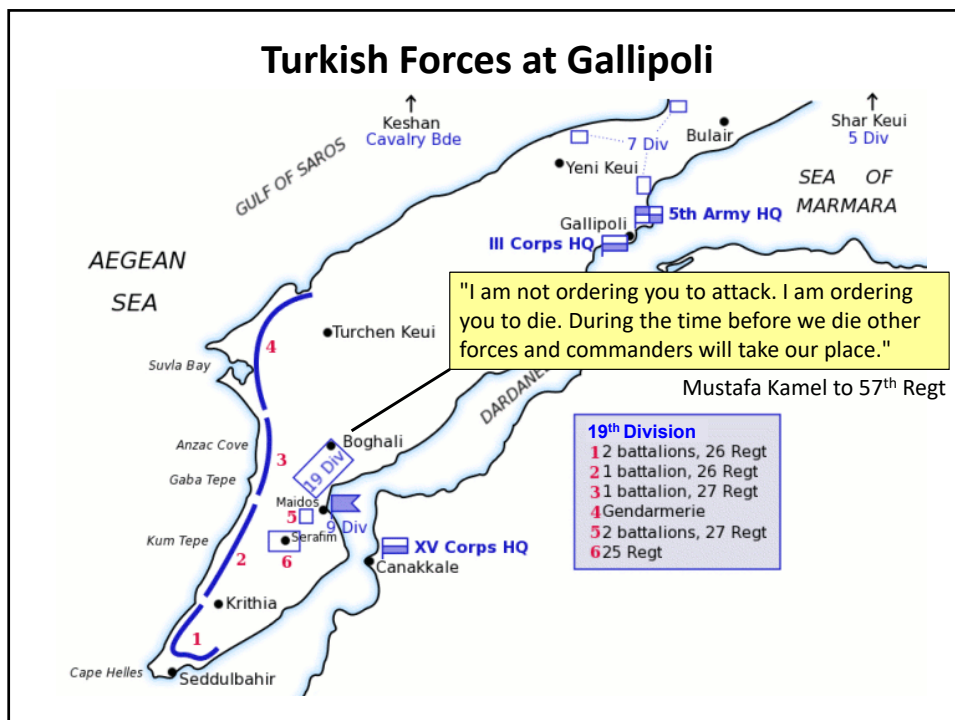 Turkish Forces at Gallipoli
Keshan
Cavalry Bde
Shar Keui
5 Div
Bulair
7 Div
Yeni Keui
GULF OF SAROS
SEA OF
MARMARA
5th Army HQ
Gallipoli
III Corps HQ
AEGEAN
SEA
"I am not ordering you to attack. I am ordering
you to die. During the time before we die other
forces and commanders will take our place."
Mustafa Kamel to 57th Regt
Turchen Keui
4
Suvla Bay
Anzac Cove
Boghali
3
19 Div
Gaba Tepe
Maidos
5
9 Div
Kum Tepe
Serafim
6
2
XV Corps HQ
Canakkale
Krithia
1
Cape Helles
Seddulbahir
19th Division
1 2 battalions, 26 Regt
2 1 battalion, 26 Regt
3 1 battalion, 27 Regt
4 Gendarmerie
5 2 battalions, 27 Regt
6 25 Regt